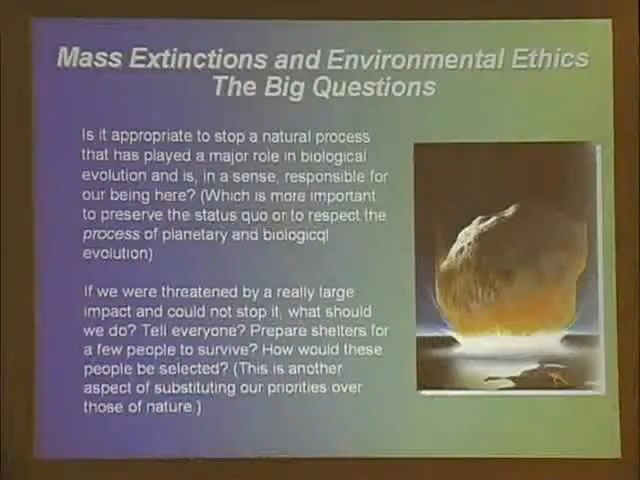 Mass Extinctions and Environmental Ethics
The Big Questions
Is it appropriate to stop a natural process
that has played a major role in biological
evolution and is, in a sense, responsible for
our being here? (Which is more important
to preserve the status quo or to respect the
process of planetary and biologicql
evolution)
If we were threatened by a really large
impact and could not stop it, what should
we do? Tell everyone? Prepare shelters for
a few people to survive? How would these
people be selected? (This is another
aspect of substituting our priorities over
those of nature.)